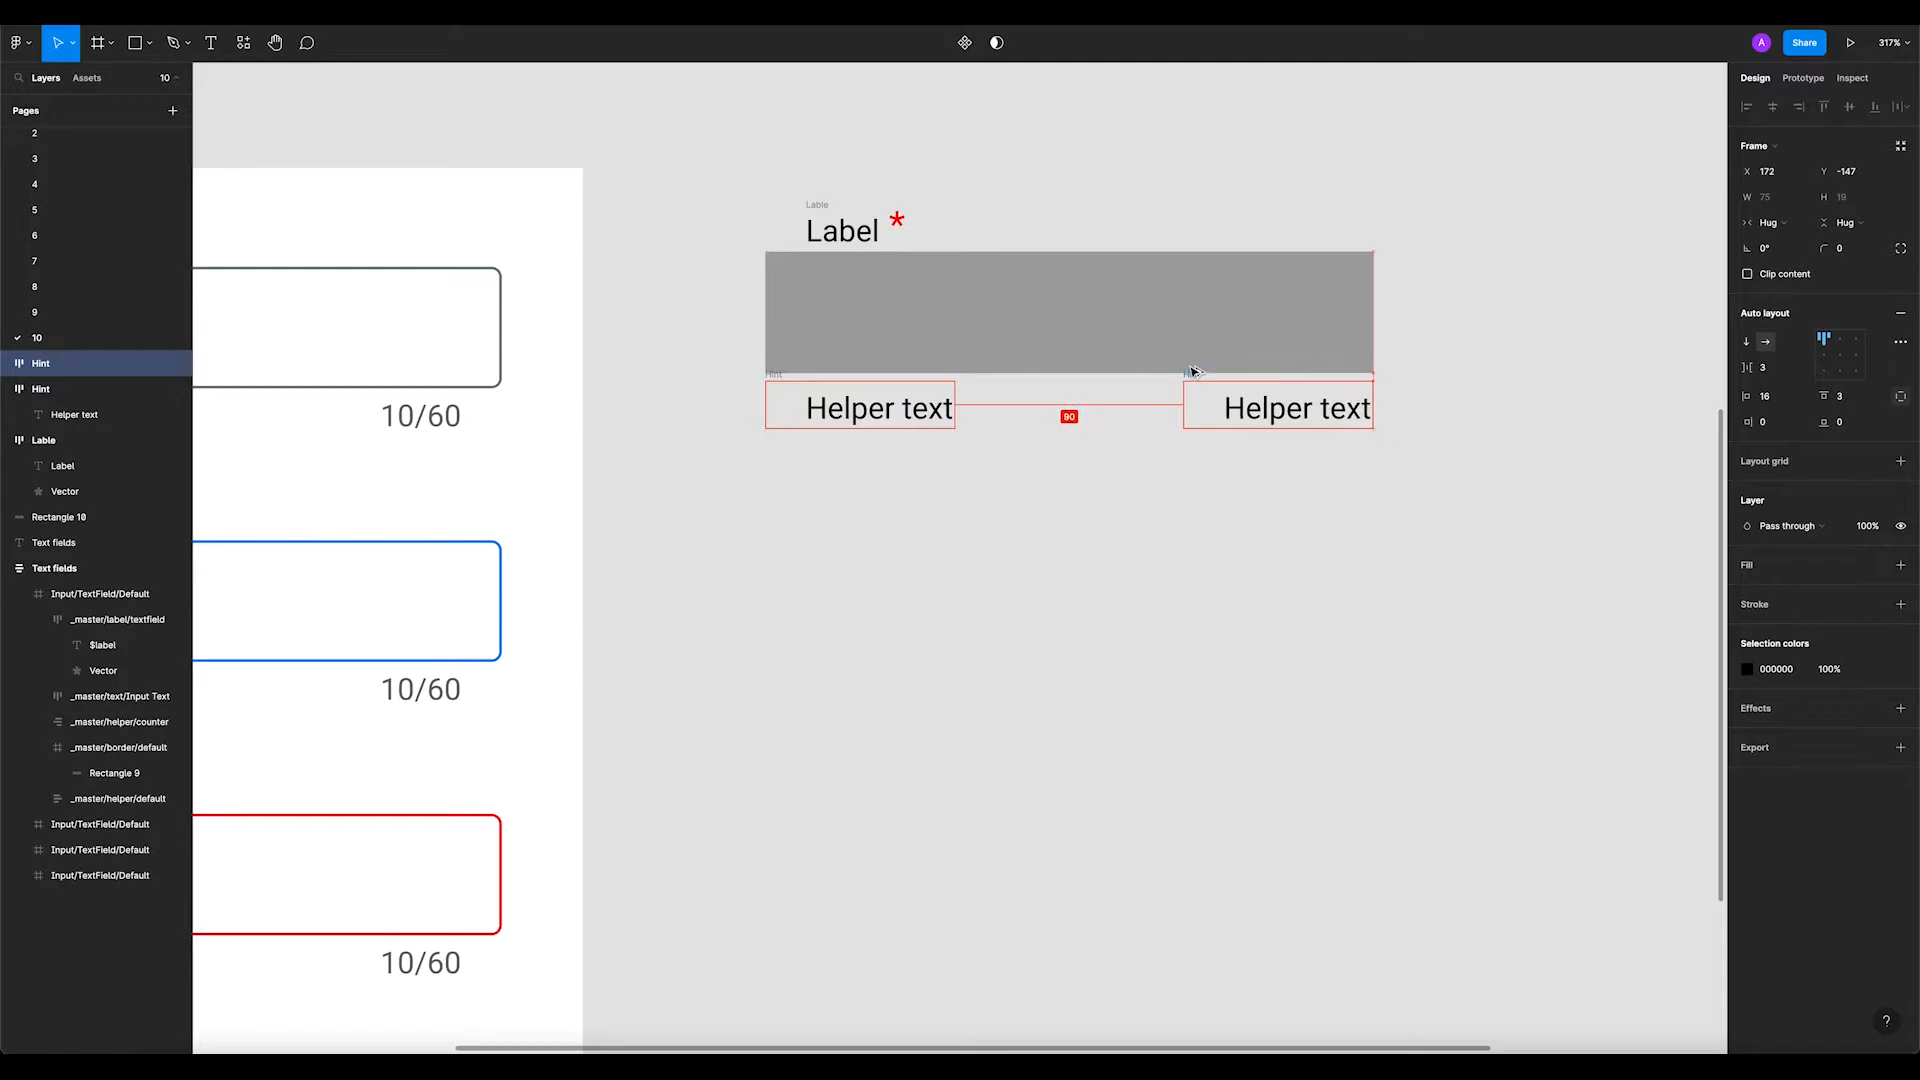 A
Share
317%
Layers
Assets
10
Design
Prototype
Inspect
Pages
2
3
4
5
6
7
8
9
10
Hint
Hint
Helper text
Lable
Label
Vector
Rectangle 10
Text fields
Text fields
Input/TextField/Default
_master/label/textfield
$label
Vector
_master/text/Input Text
_master/helper/counter
_master/border/default
Rectangle 9
_master/helper/default
Input/TextField/Default
Input/TextField/Default
Input/TextField/Default
10/60
10/60
10/60
Lable
Label *
Hint
Helper text
90
Helper text
Frame
X 172
Y -147
W 75
H 19
Hug
Hug
0°
0
Clip content
Auto layout
3
16
3
0
0
Layout grid
Layer
Pass through
100%
Fill
Stroke
Selection colors
000000
100%
Effects
Export
?